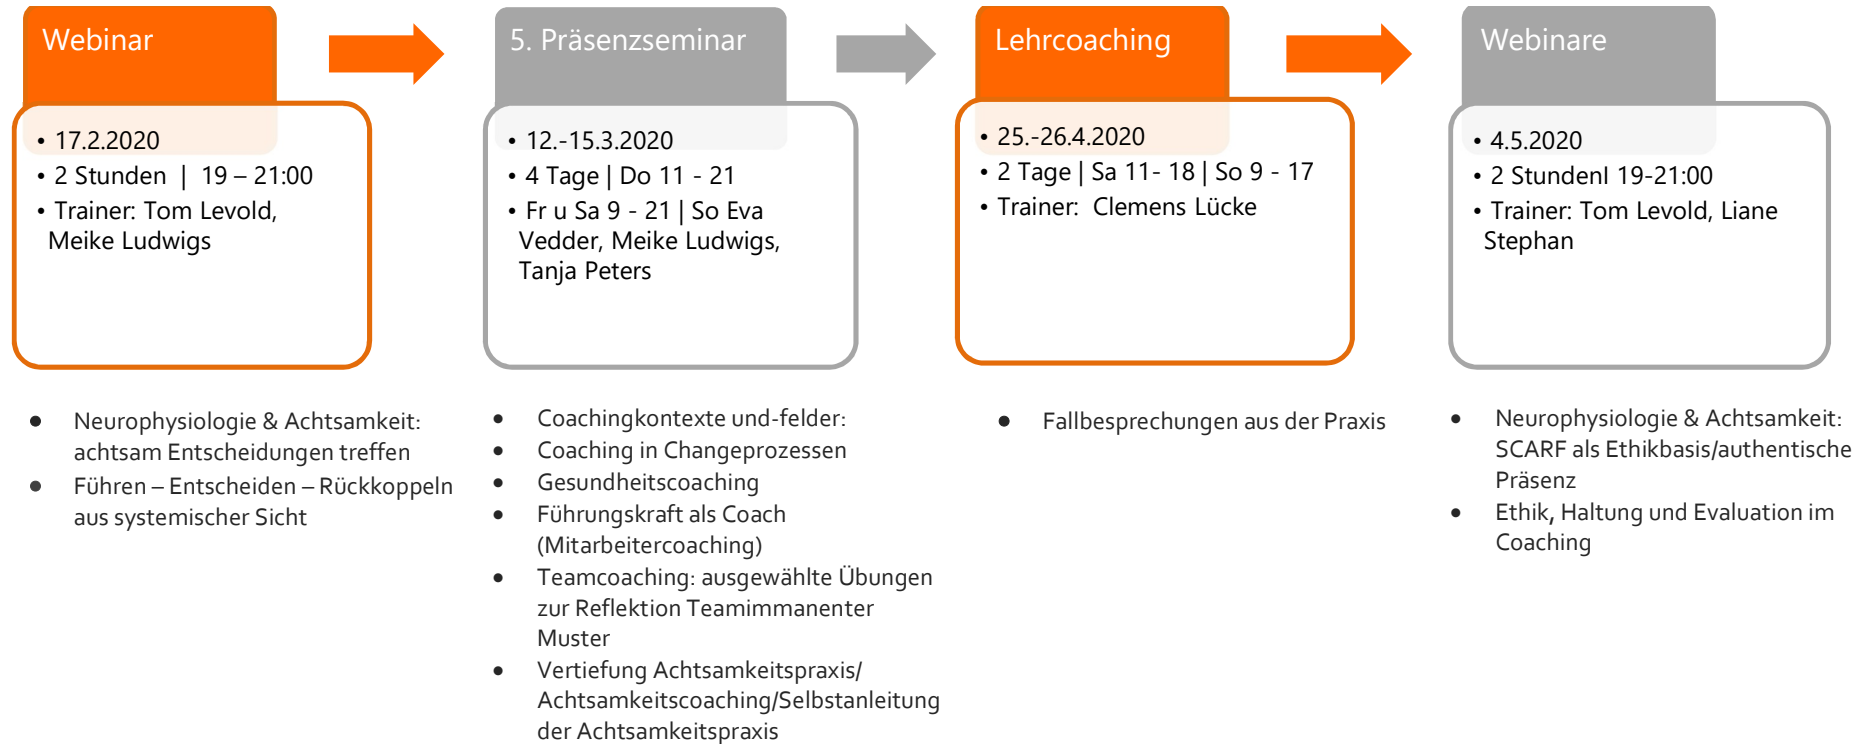 Webinar
• 17.2.2020
• 2 Stunden | 19 – 21:00
• Trainer: Tom Levold,
Meike Ludwigs
● Neurophysiologie & Achtsamkeit:
achtsam Entscheidungen treffen
● Führen – Entscheiden – Rückkoppeln
aus systemischer Sicht
5. Präsenzseminar
• 12.-15.3.2020
• 4 Tage | Do 11 - 21
• Fr u Sa 9 - 21 | So Eva
Vedder, Meike Ludwigs,
Tanja Peters
● Coachingkontexte und-felder:
● Coaching in Changeprozessen
● Gesundheitscoaching
● Führungskraft als Coach
(Mitarbeitercoaching)
● Teamcoaching: ausgewählte Übungen
zur Reflektion Teamimmanenter
Muster
● Vertiefung Achtsamkeitspraxis/
Achtsamkeitscoaching/Selbstanleitung
der Achtsamkeitspraxis
Lehrcoaching
• 25.-26.4.2020
• 2 Tage | Sa 11- 18 | So 9 - 17
• Trainer: Clemens Lücke
● Fallbesprechungen aus der Praxis
Webinare
• 4.5.2020
• 2 StundenI 19-21:00
• Trainer: Tom Levold, Liane
Stephan
● Neurophysiologie & Achtsamkeit:
SCARF als Ethikbasis/authentische
Präsenz
● Ethik, Haltung und Evaluation im
Coaching